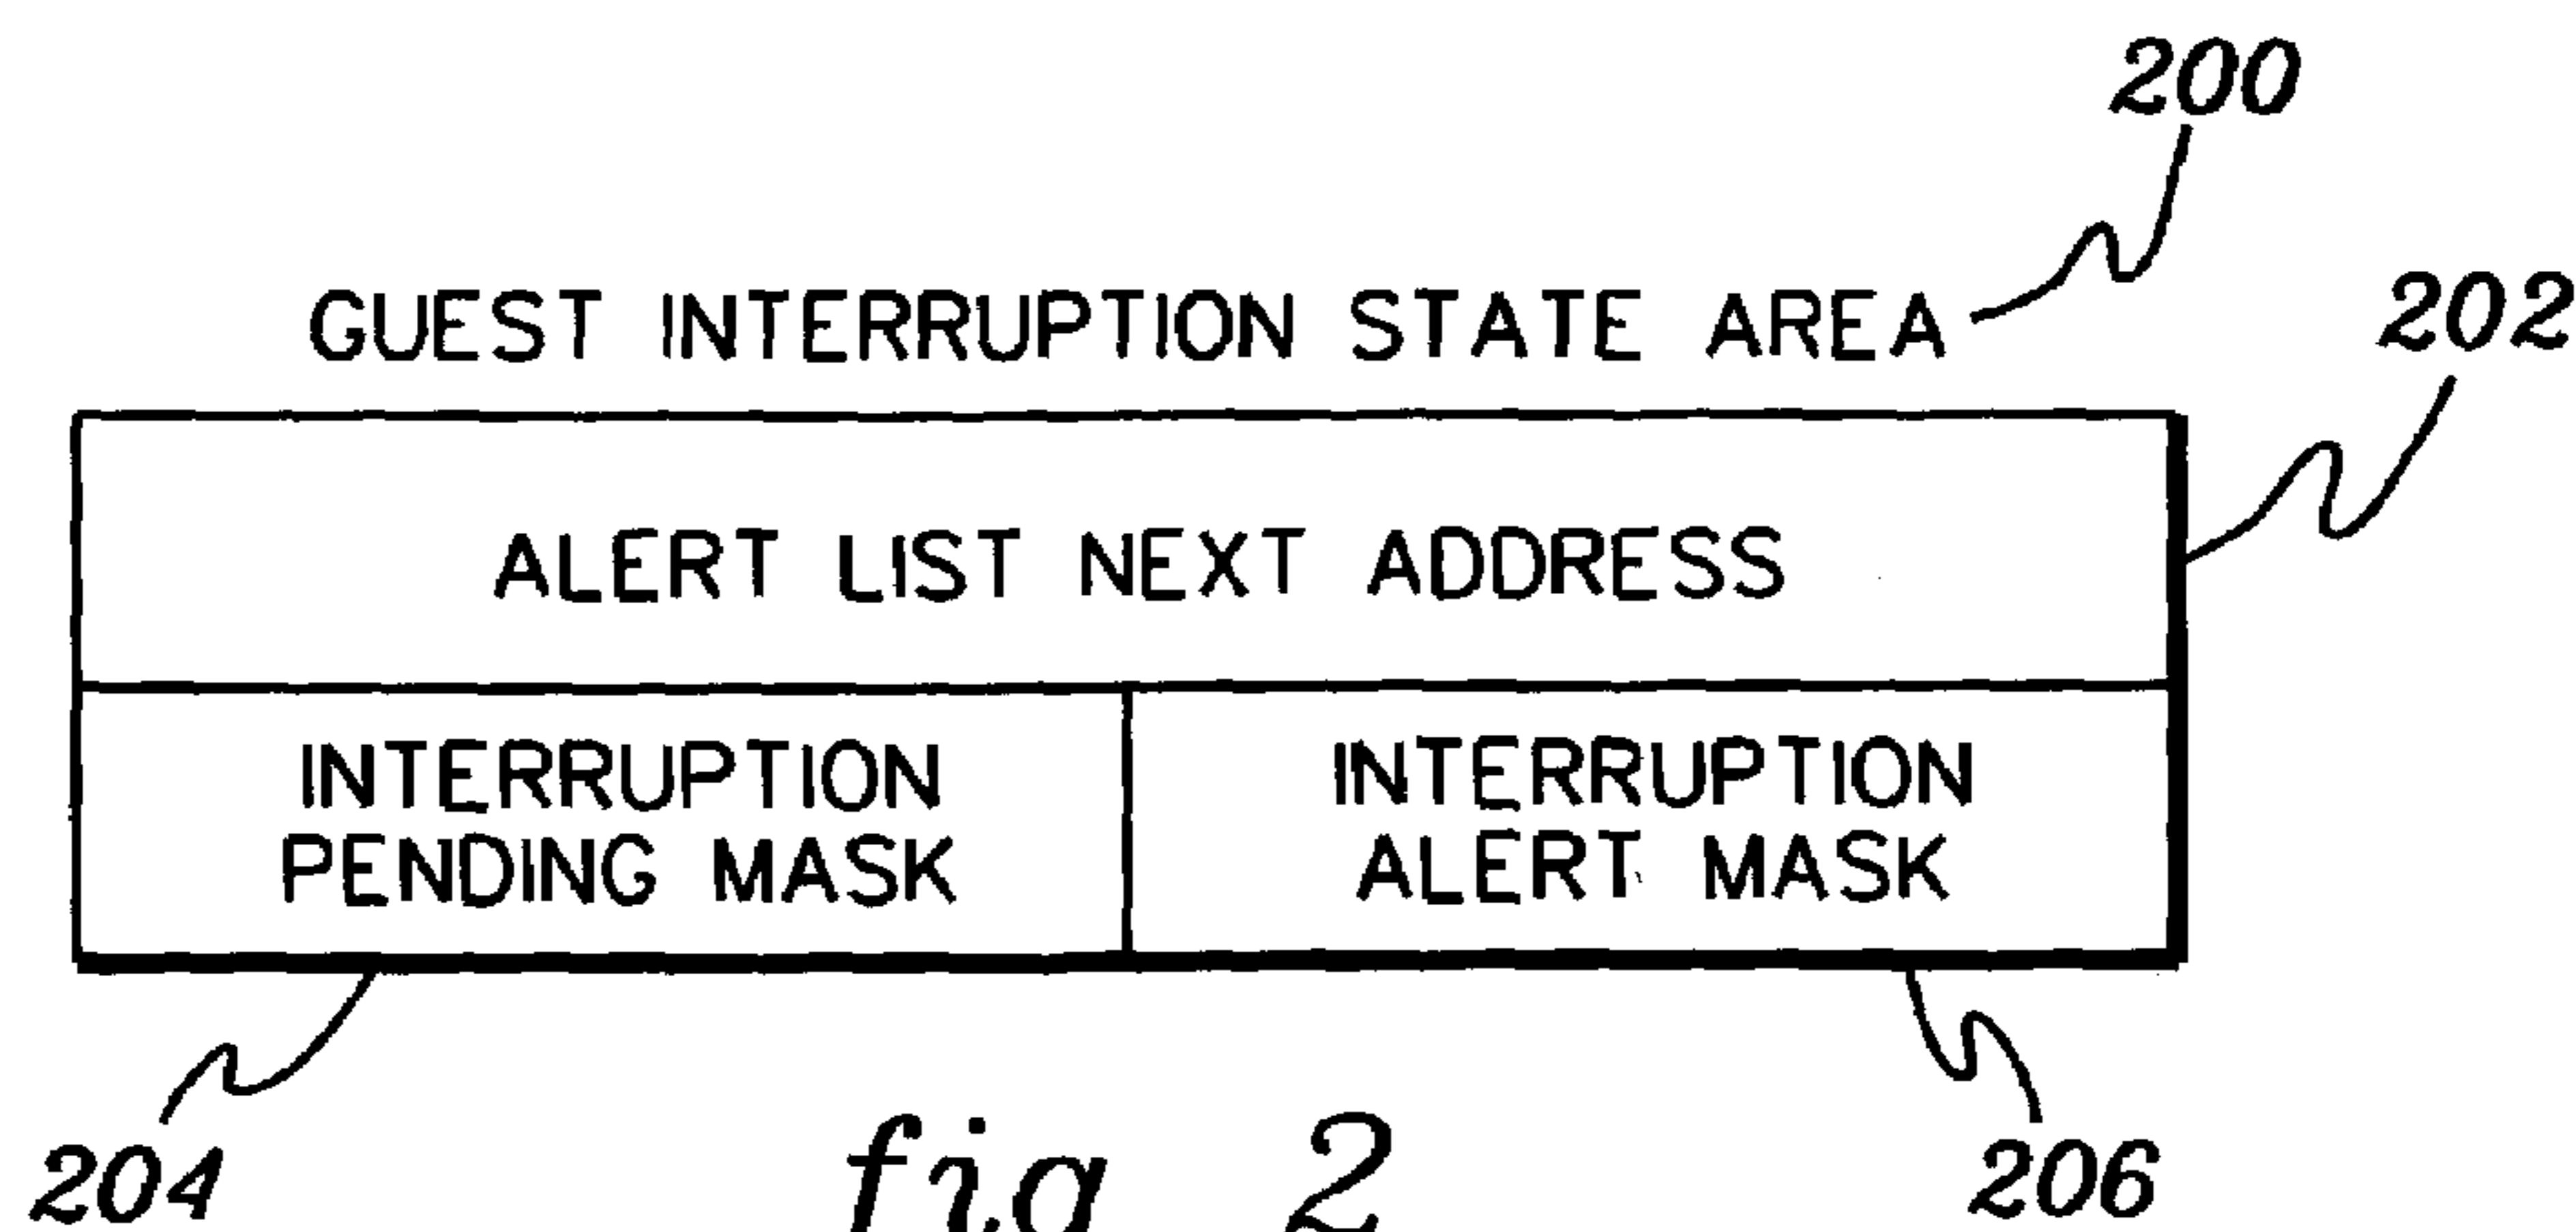 200
GUEST INTERRUPTION STATE AREA
202
ALERT LIST NEXT ADDRESS
INTERRUPTION
PENDING MASK
INTERRUPTION
ALERT MASK
204
206
fig 2